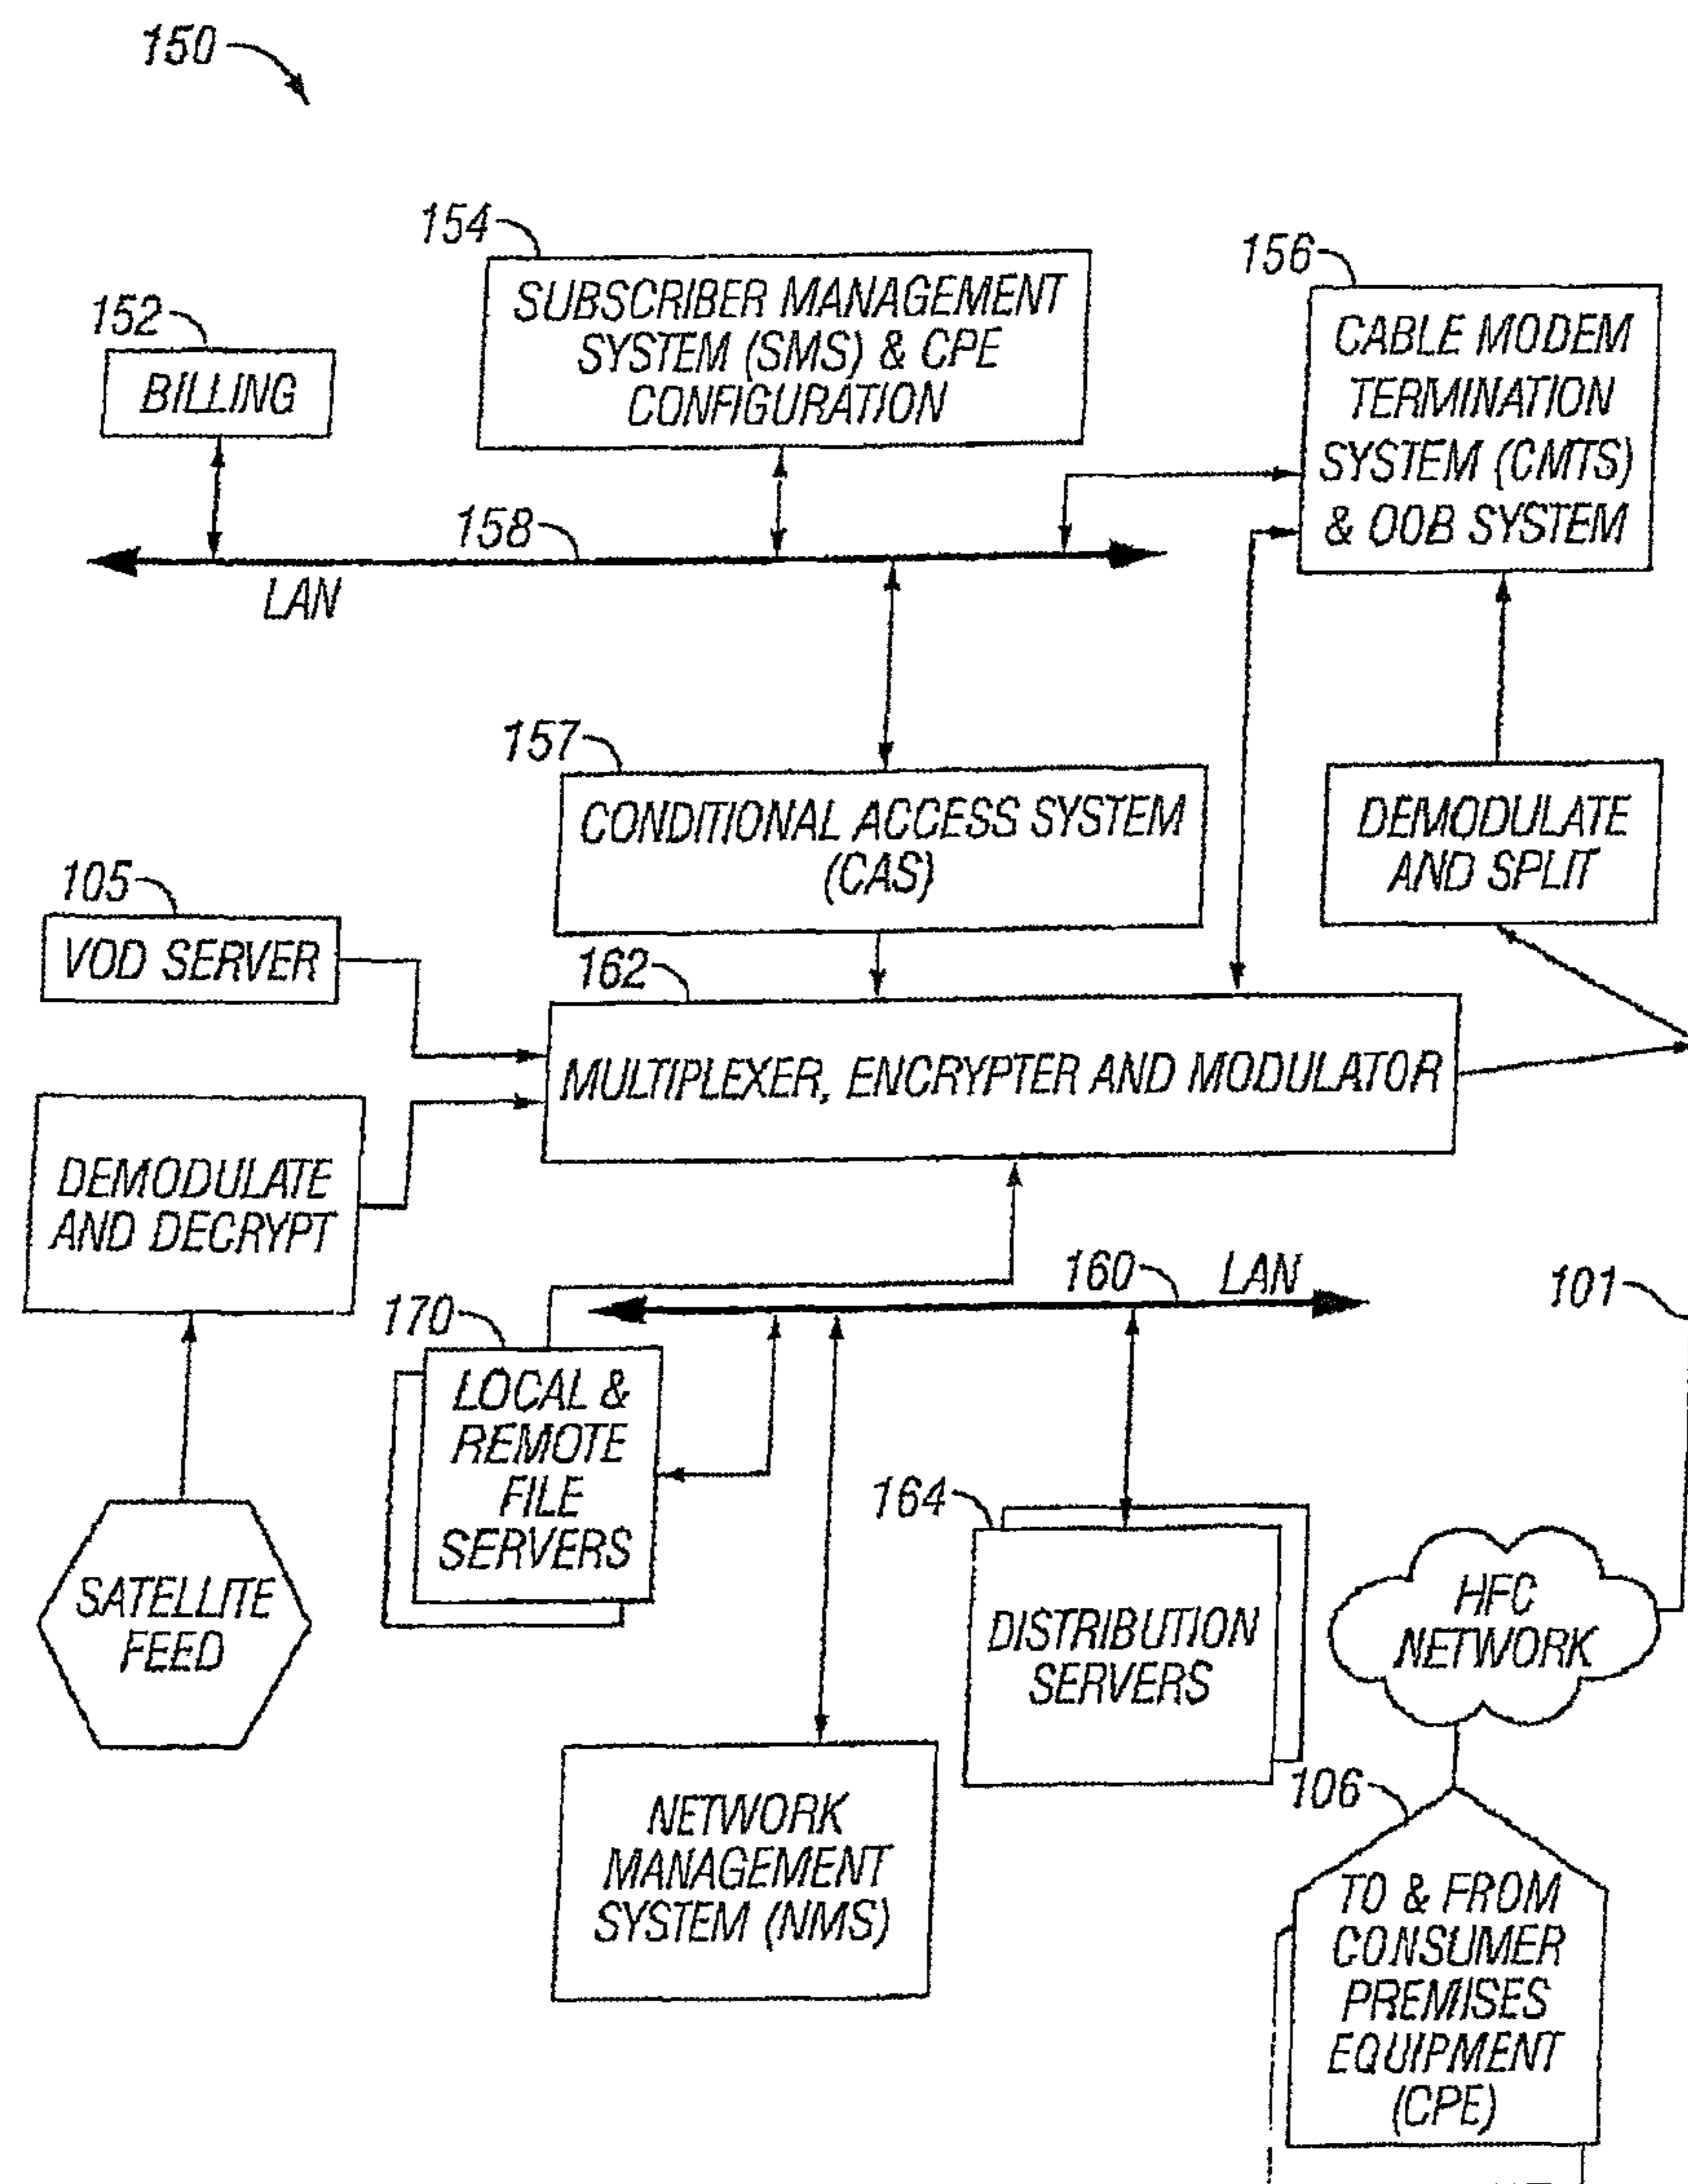 150
154
SUBSCRIBER MANAGEMENT
SYSTEM (SMS) & CPE
CONFIGURATION
156
CABLE MODEM
TERMINATION
SYSTEM (CMTS)
& OOB SYSTEM
152
BILLING
158
LAN
157
CONDITIONAL ACCESS SYSTEM
(CAS)
DEMODULATE
AND SPLIT
105
VOD SERVER
162
MULTIPLEXER, ENCRYPTER AND MODULATOR
DEMODULATE
AND DECRYPT
160
LAN
101
170
LOCAL &
REMOTE
FILE
SERVERS
164
DISTRIBUTION
SERVERS
HFC
NETWORK
SATELLITE
FEED
106
NETWORK
MANAGEMENT
SYSTEM (NMS)
TO & FROM
CONSUMER
PREMISES
EQUIPMENT
(CPE)